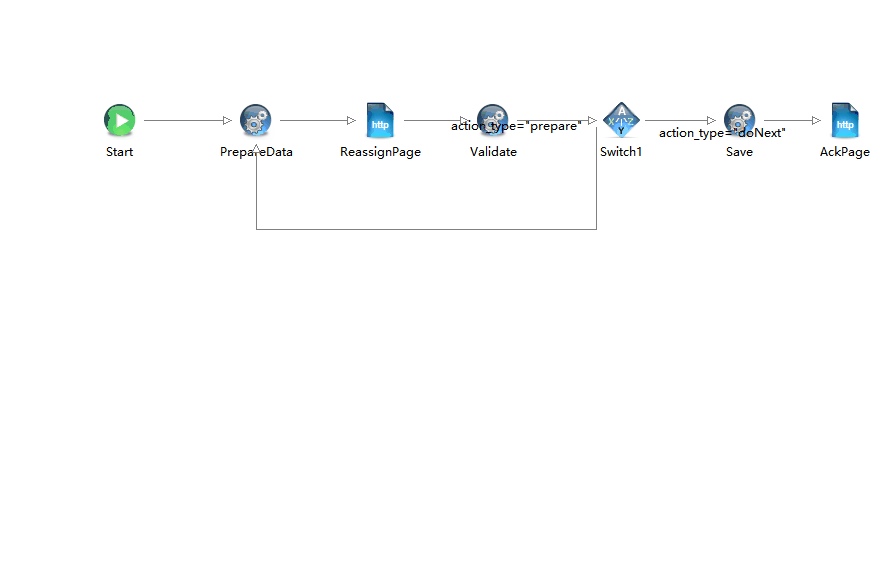 http
action_type="prepare"
A
X Z
Y
action_type="doNext"
http
Start
PrepareData
ReassignPage
Validate
Switch1
Save
AckPage